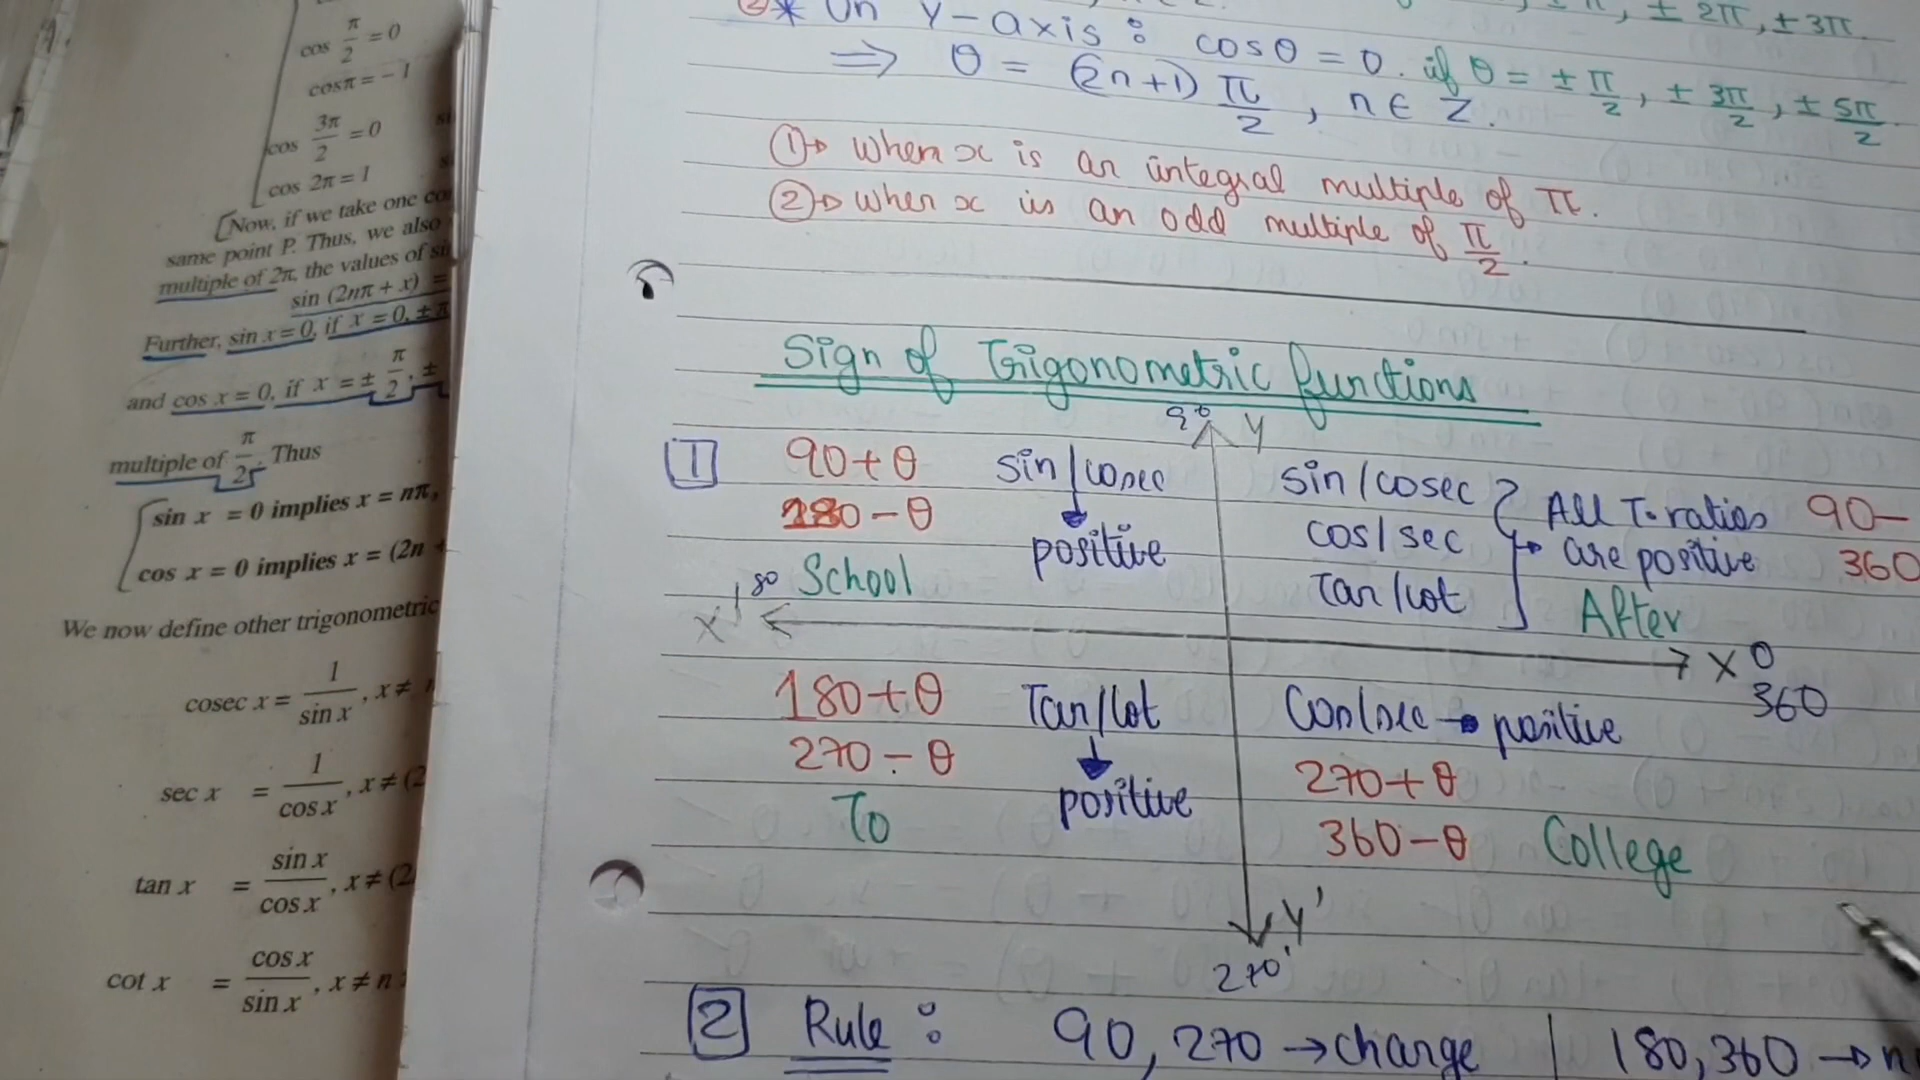 cos π/2 = 0
cosπ = – 1
cos 3π/2 = 0
cos 2π = 1
[Now, if we take one
same point P. Thus, we also
multiple of 2π, the values of
sin (2nπ + x) =
Further, sin x = 0, if x = 0, ± π
and cos x = 0, if x = ± π/2, ±
multiple of π/2. Thus
sin x = 0 implies x = nπ,
cos x = 0 implies x = (2n +
We now define other trigonometric
cosec x = 1/sin x, x ≠
sec x = 1/cos x, x ≠ (2
tan x = sin x/cos x, x ≠ (2
cot x = cos x/sin x, x ≠ n
± 2π, ± 3π.
② * On Y-axis : cosθ = 0. if θ = ± π/2, ± 3π/2, ± 5π/2.
⇒ θ = (2n+1) π/2, n ∈ Z.
①→ when x is an integral multiple of π.
②→ when x is an odd multiple of π/2.
Sign of Trigonometric functions
90 Y
1 90+θ sin/cosec
180-θ ↓
positive
School
sin/cosec
cos/sec
Tan/cot
All T-ratios
→ are positive
After
90-
360
180
X'
X 0
360
180+θ Tan/cot
270-θ ↓
To positive
Cos/sec → positive
270+θ
360-θ College
Y'
270
2 Rule : 90, 270 → change | 180, 360 →